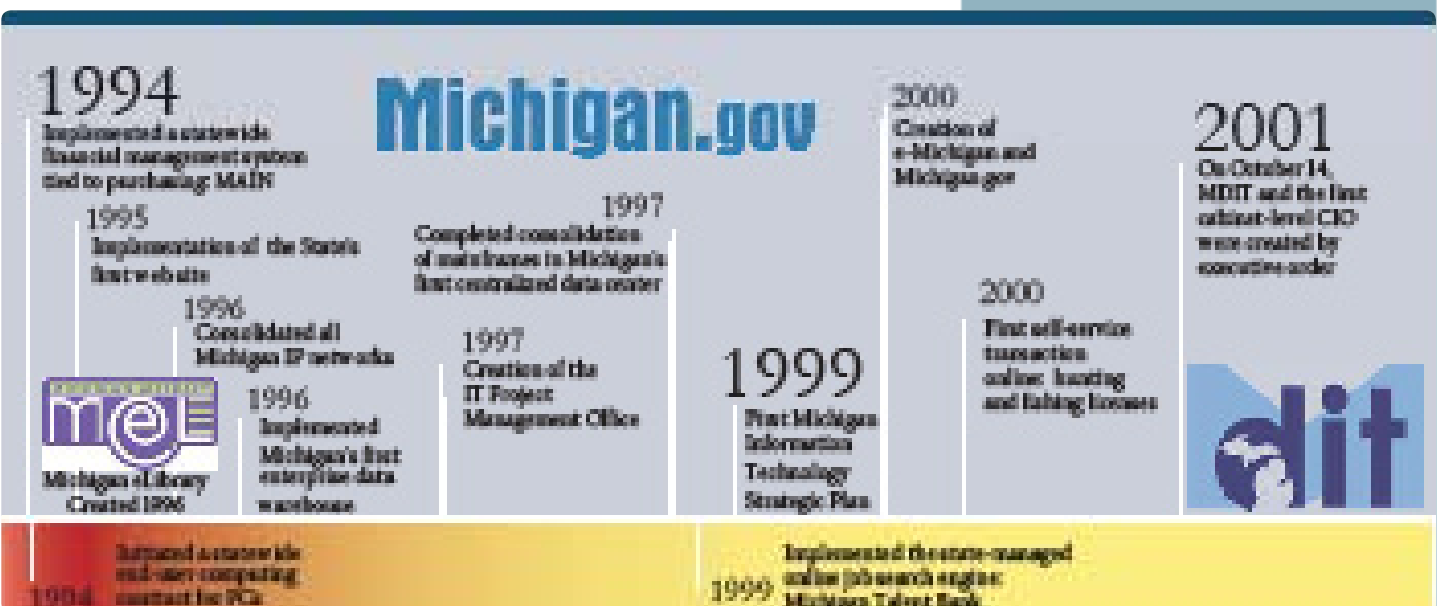 1994
Implemented a statewide
financial management system
tied to purchasing: MAIN
Michigan.gov
1995
Implementation of the State's
first website
1996
Consolidated all
Michigan IP networks
meL
Michigan eLibrary
Created 1996
1996
Implemented
Michigan's first
enterprise data
warehouse
1997
Completed consolidation
of mainframes in Michigan's
first centralized data center
1997
Creation of the
IT Project
Management Office
1999
First Michigan
Information
Technology
Strategic Plan
2000
Creation of
e-Michigan and
Michigan.gov
2000
First self-service
transaction
online: hunting
and fishing licenses
2001
On October 14,
MDIT and the first
cabinet-level CIO
were created by
executive order
dit
1994
Initiated a statewide
end-user computing
contract for PCs
1999
Implemented the state-managed
online job search engine:
Michigan Talent Bank